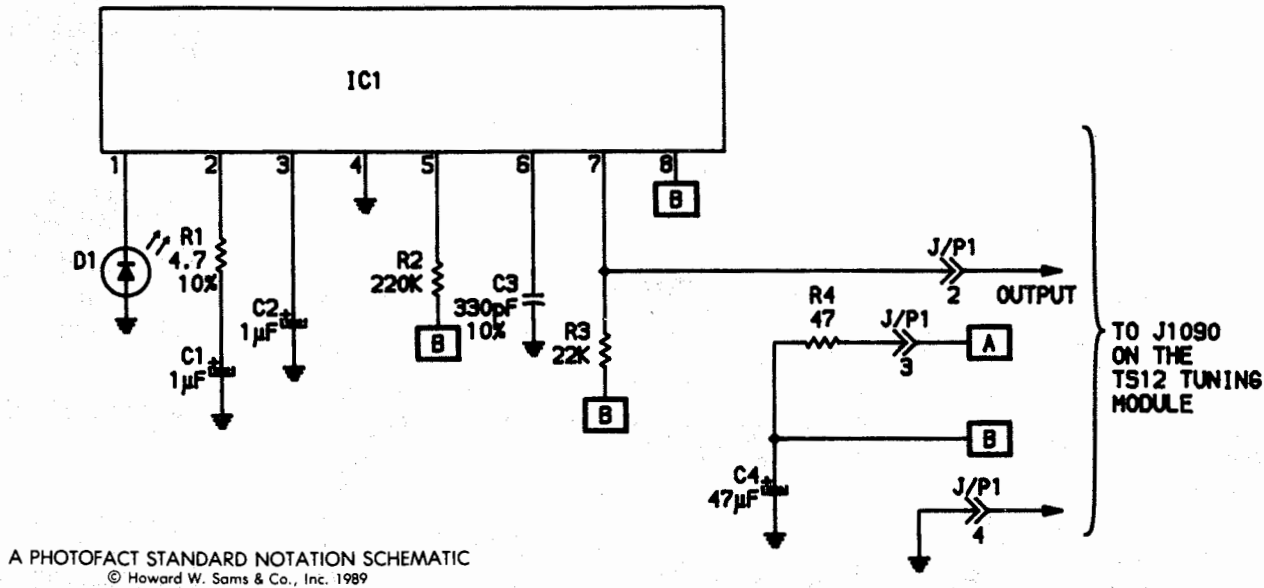 IC1
1
2
3
4
5
6
7
8
B
D1
R1
4.7
10%
C1
1µF
C2
1µF
R2
220K
B
C3
330pF
10%
R3
22K
B
J/P1
2
OUTPUT
R4
47
J/P1
3
A
B
C4
47µF
J/P1
4
TO J1090
ON THE
TS12 TUNING
MODULE
A PHOTOFACT STANDARD NOTATION SCHEMATIC
© Howard W. Sams & Co., Inc. 1989